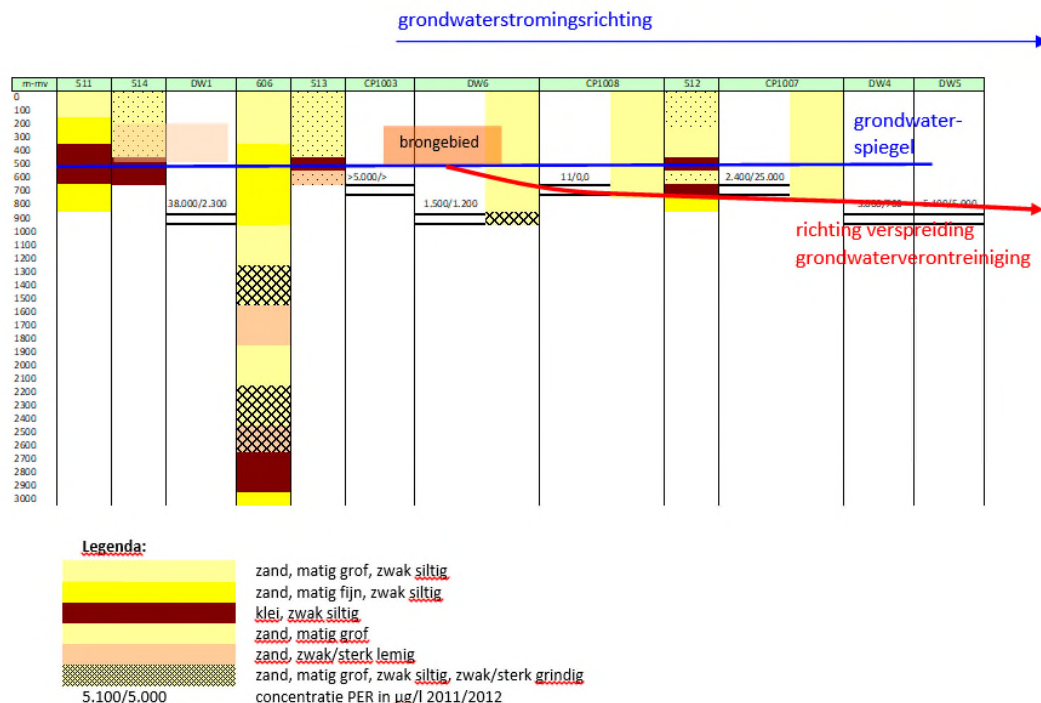 grondwaterstromingsrichting
m-mv 511 514 DW1 606 513 CP1003 DW6 CP1008 512 CP1007 DW4 DW5
0
100
200
300
400
500
600
700
800
900
1000
1100
1200
1300
1400
1500
1600
1700
1800
1900
2000
2100
2200
2300
2400
2500
2600
2700
2800
2900
3000
brongebied
grondwater-
spiegel
>5.000/> 11/0,0 2.400/25.000
38.000/2.300 1.500/1.200
richting verspreiding
grondwaterverontreiniging
Legenda:
zand, matig grof, zwak siltig
zand, matig fijn, zwak siltig
klei, zwak siltig
zand, matig grof
zand, zwak/sterk lemig
zand, matig grof, zwak siltig, zwak/sterk grindig
5.100/5.000 concentratie PER in µg/l 2011/2012